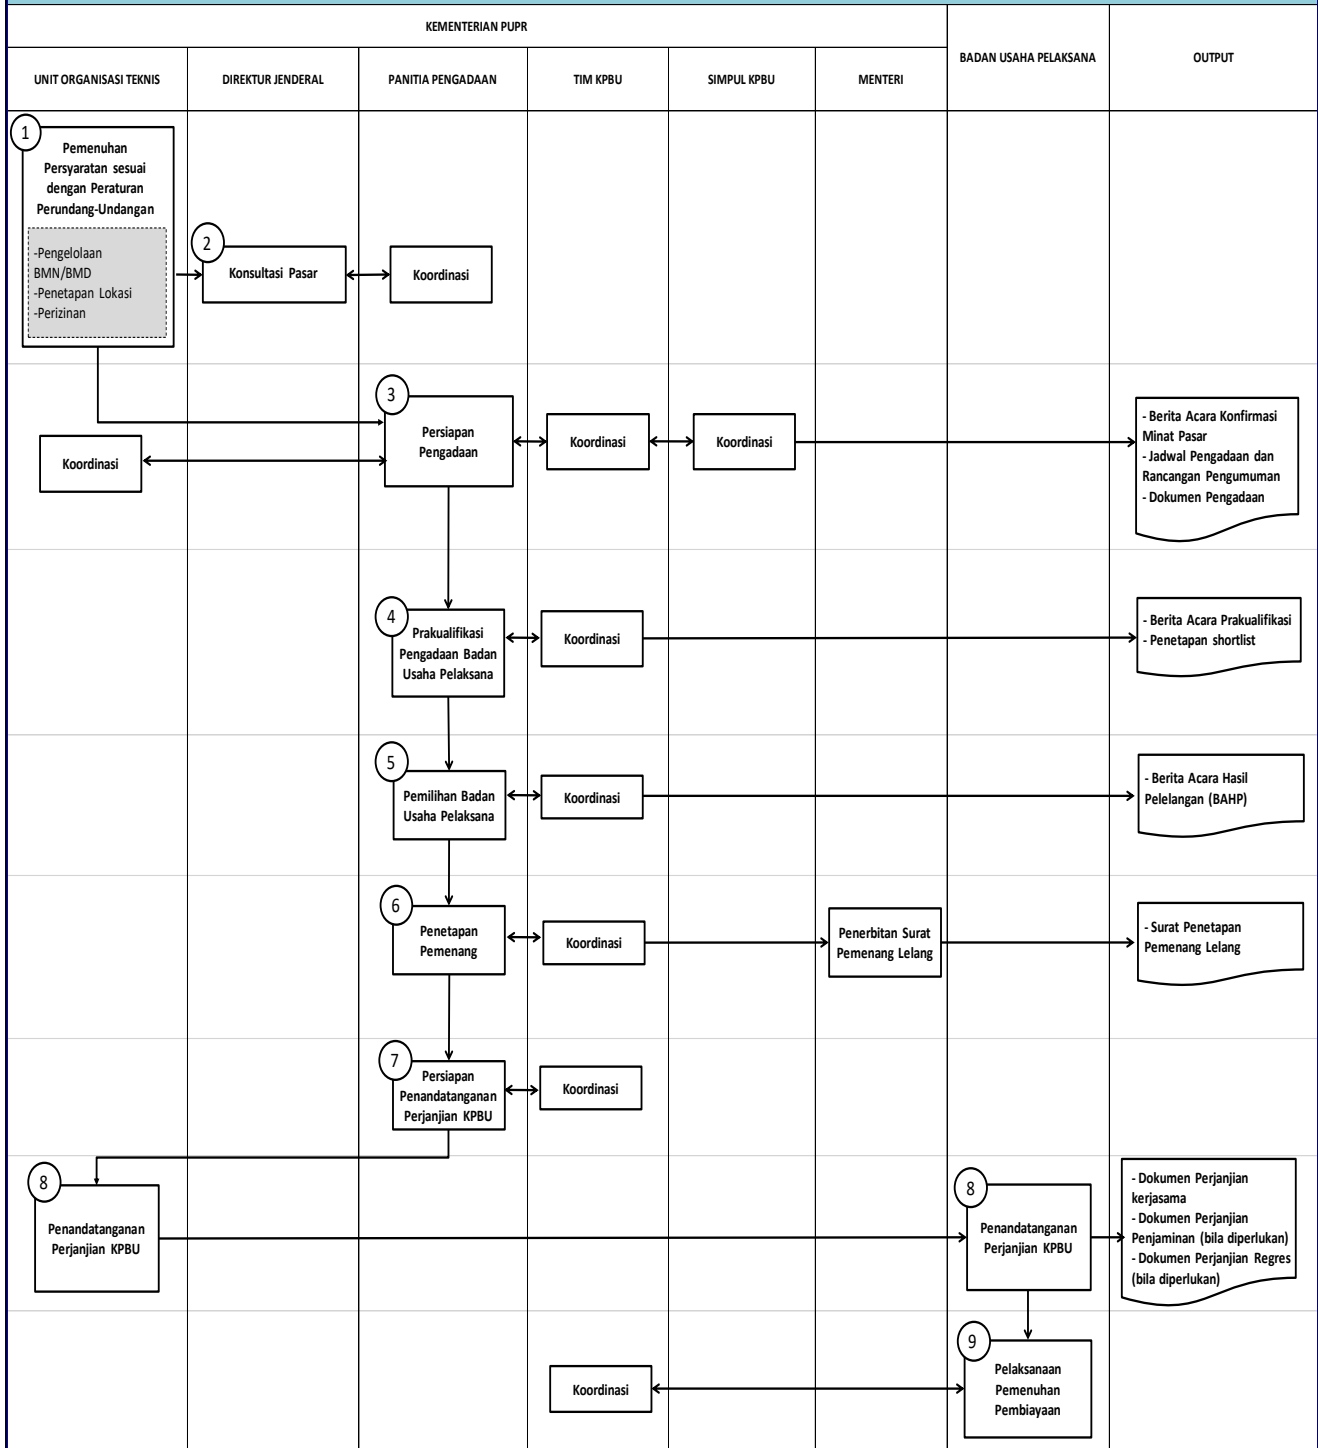 KEMENTERIAN PUPR
BADAN USAHA PELAKSANA
OUTPUT
UNIT ORGANISASI TEKNIS
DIREKTUR JENDERAL
PANITIA PENGADAAN
TIM KPBU
SIMPUL KPBU
MENTERI
1
Pemenuhan
Persyaratan sesuai
dengan Peraturan
Perundang-Undangan
-Pengelolaan
BMN/BMD
-Penetapan Lokasi
-Perizinan
2
Konsultasi Pasar
Koordinasi
3
Persiapan
Pengadaan
Koordinasi
Koordinasi
Koordinasi
- Berita Acara Konfirmasi
Minat Pasar
- Jadwal Pengadaan dan
Rancangan Pengumuman
- Dokumen Pengadaan
4
Prakualifikasi
Pengadaan Badan
Usaha Pelaksana
Koordinasi
- Berita Acara Prakualifikasi
- Penetapan shortlist
5
Pemilihan Badan
Usaha Pelaksana
Koordinasi
- Berita Acara Hasil
Pelelangan (BAHP)
6
Penetapan
Pemenang
Koordinasi
Penerbitan Surat
Pemenang Lelang
- Surat Penetapan
Pemenang Lelang
7
Persiapan
Penandatanganan
Perjanjian KPBU
Koordinasi
8
Penandatanganan
Perjanjian KPBU
8
Penandatanganan
Perjanjian KPBU
- Dokumen Perjanjian
kerjasama
- Dokumen Perjanjian
Penjaminan (bila diperlukan)
- Dokumen Perjanjian Regres
(bila diperlukan)
9
Pelaksanaan
Pemenuhan
Pembiayaan
Koordinasi